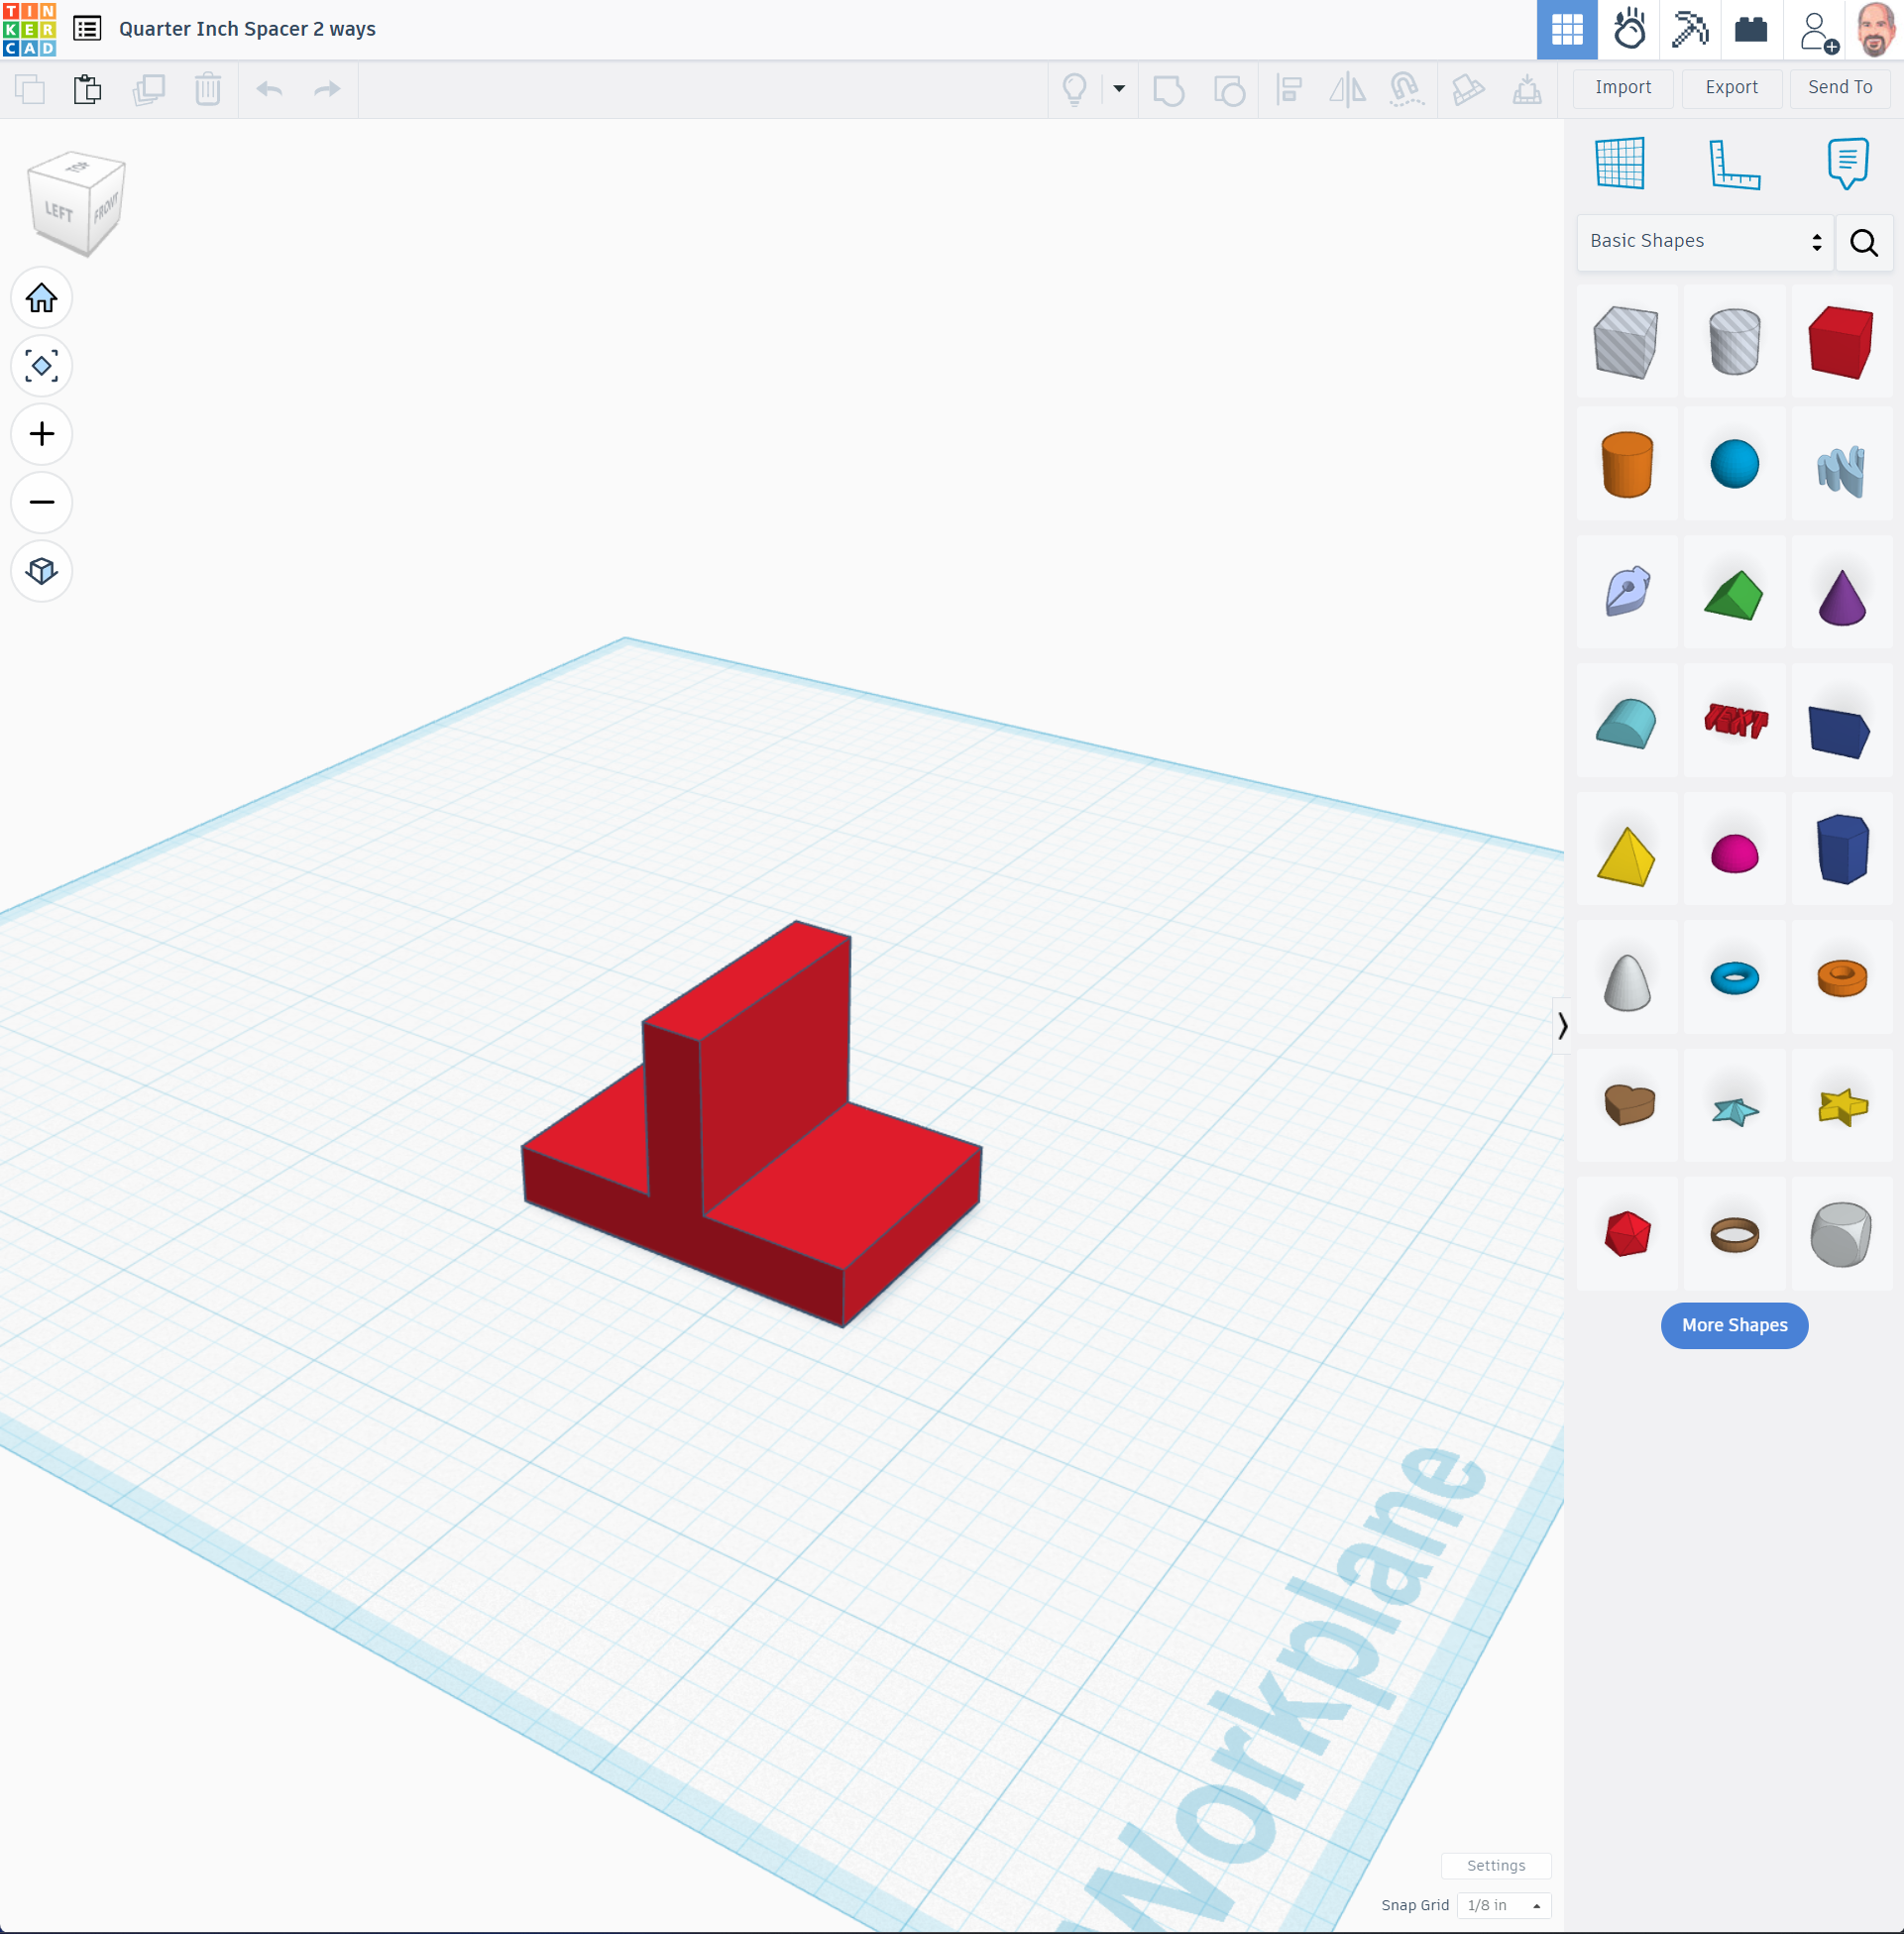 TIN
KER
CAD
Quarter Inch Spacer 2 ways
Import
Export
Send To
TOP
LEFT
FRONT
Basic Shapes
TEXT
More Shapes
Workplane
Settings
Snap Grid
1/8 in